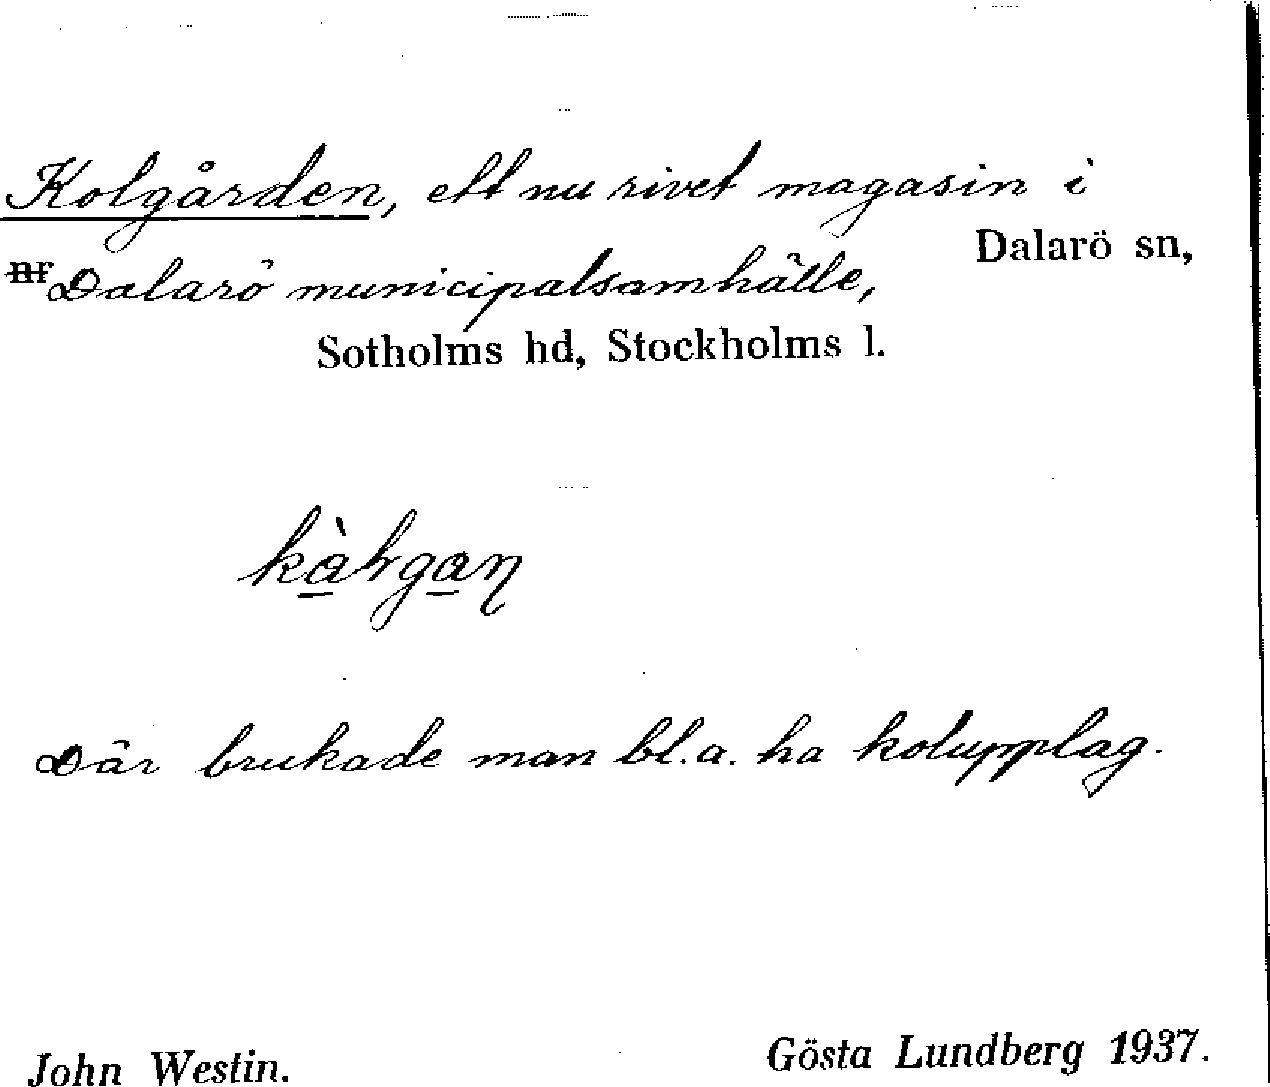 Kolgården, ett nu rivet magasin i
Dalarö sn,
nr Dalarö municipalsamhälle,
Sotholms hd, Stockholms l.
Där brukade man bl.a. ha kolupplag.
John Westin. Gösta Lundberg 1937.